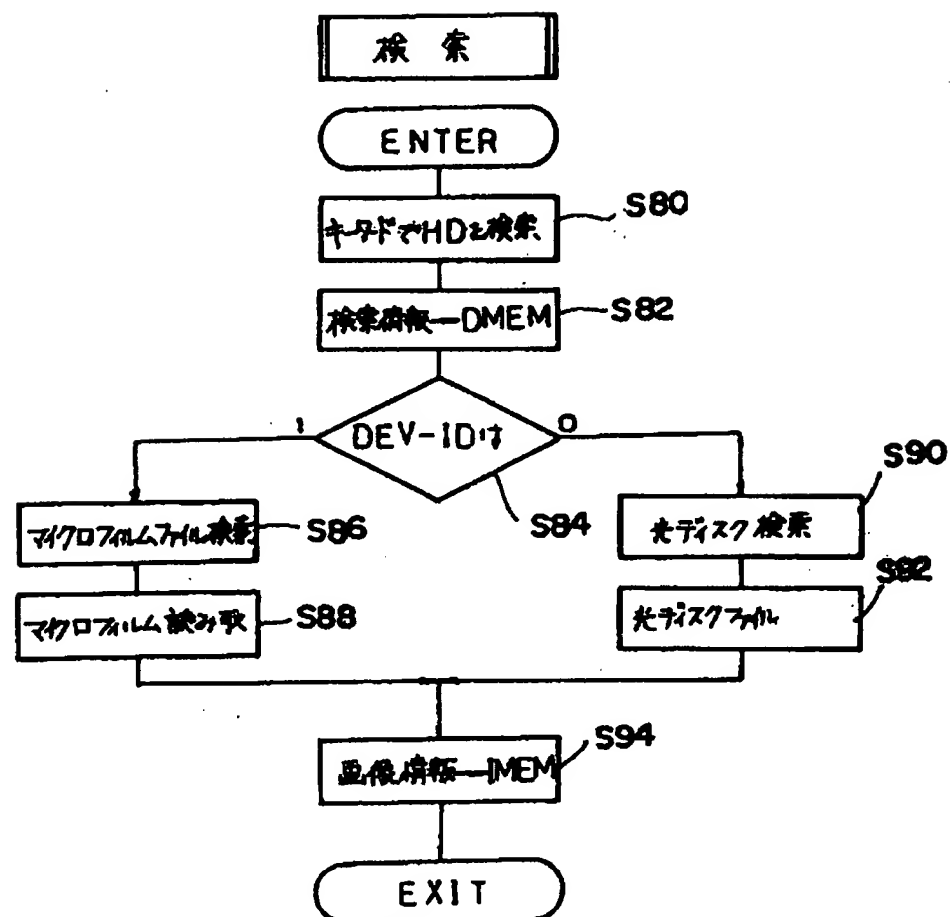 検索
ENTER
キーワードでHDを検索
S80
検索情報→DMEM
S82
DEV-IDは
1
0
S84
マイクロフィルムファイル検索
S86
光ディスク検索
S90
マイクロフィルム読み取
S88
光ディスクファイル
S82
画像情報→IMEM
S94
EXIT